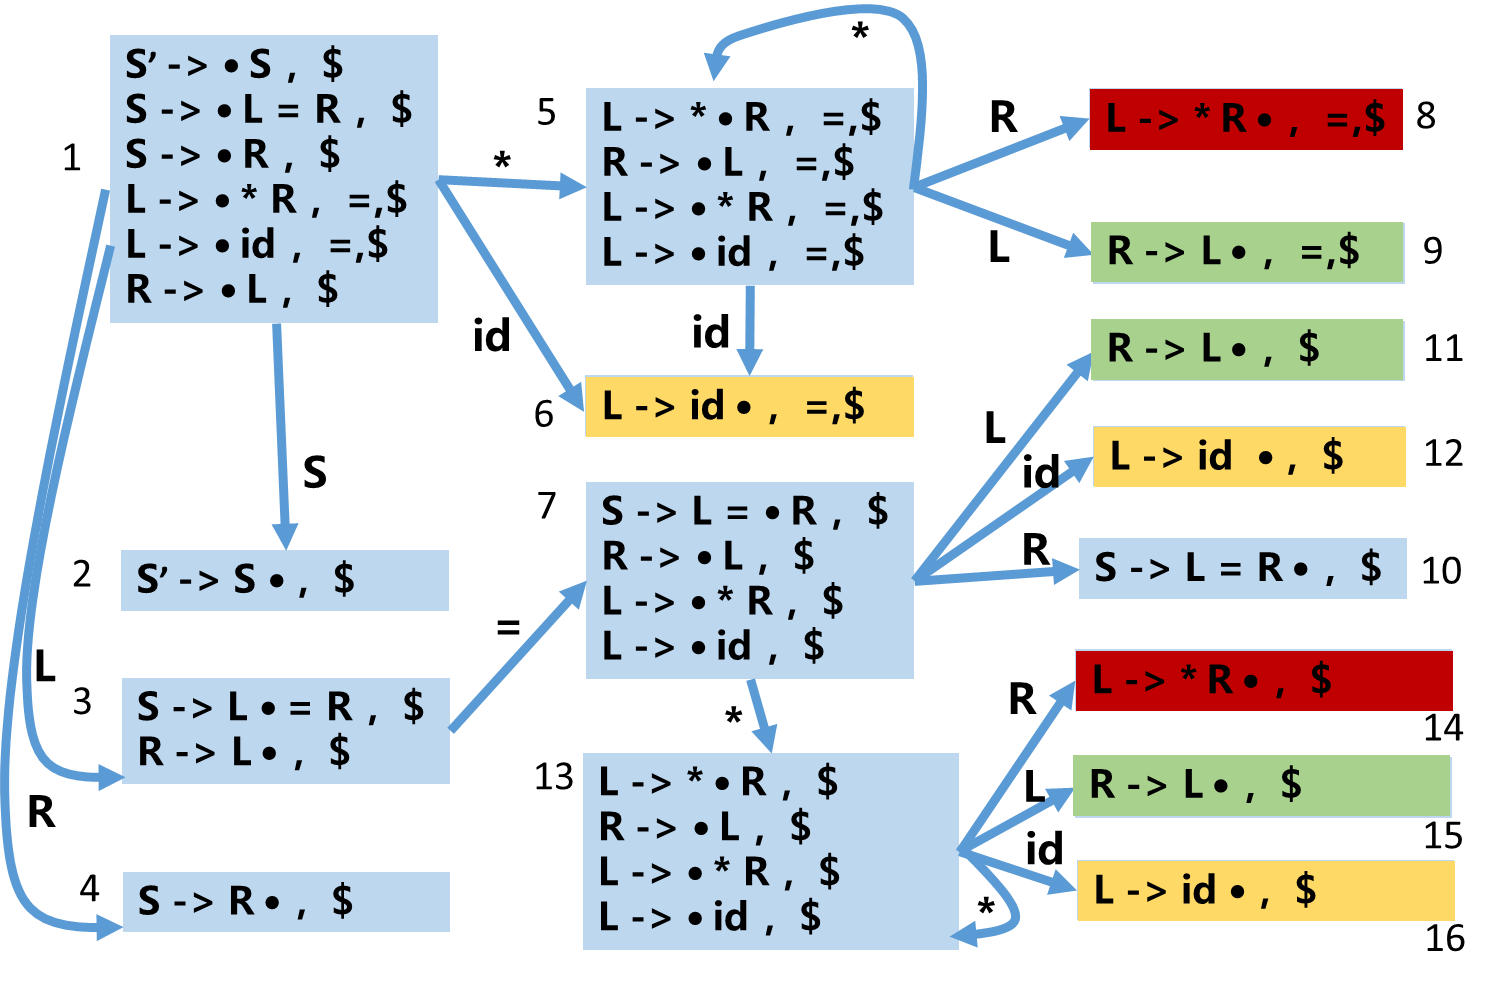 1
S’ -> • S , $
S -> • L = R , $
S -> • R , $
L -> • * R , =,$
L -> • id , =,$
R -> • L , $
*
id
S
L
R
2
S’ -> S • , $
3
S -> L • = R , $
R -> L • , $
4
S -> R • , $
=
*
5
L -> * • R , =,$
R -> • L , =,$
L -> • * R , =,$
L -> • id , =,$
id
6
L -> id • , =,$
7
S -> L = • R , $
R -> • L , $
L -> • * R , $
L -> • id , $
*
13
L -> * • R , $
R -> • L , $
L -> • * R , $
L -> • id , $
R
L -> * R • , =,$
8
L
R -> L • , =,$
9
L
R -> L • , $
11
id
L -> id • , $
12
R
S -> L = R • , $
10
R
L -> * R • , $
14
L
R -> L • , $
15
id
L -> id • , $
16
*